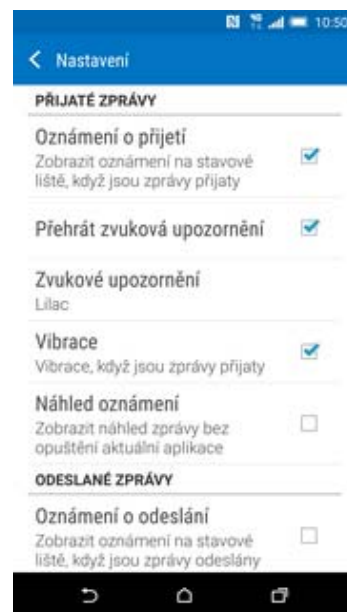 10:50
Nastavení
PŘIJATÉ ZPRÁVY
Oznámení o přijetí
Zobrazit oznámení na stavové
liště, když jsou zprávy přijaty
Přehrát zvuková upozornění
Zvukové upozornění
Lilac
Vibrace
Vibrace, když jsou zprávy přijaty
Náhled oznámení
Zobrazit náhled zprávy bez
opuštění aktuální aplikace
ODESLANÉ ZPRÁVY
Oznámení o odeslání
Zobrazit oznámení na stavové
liště, když jsou zprávy odeslány